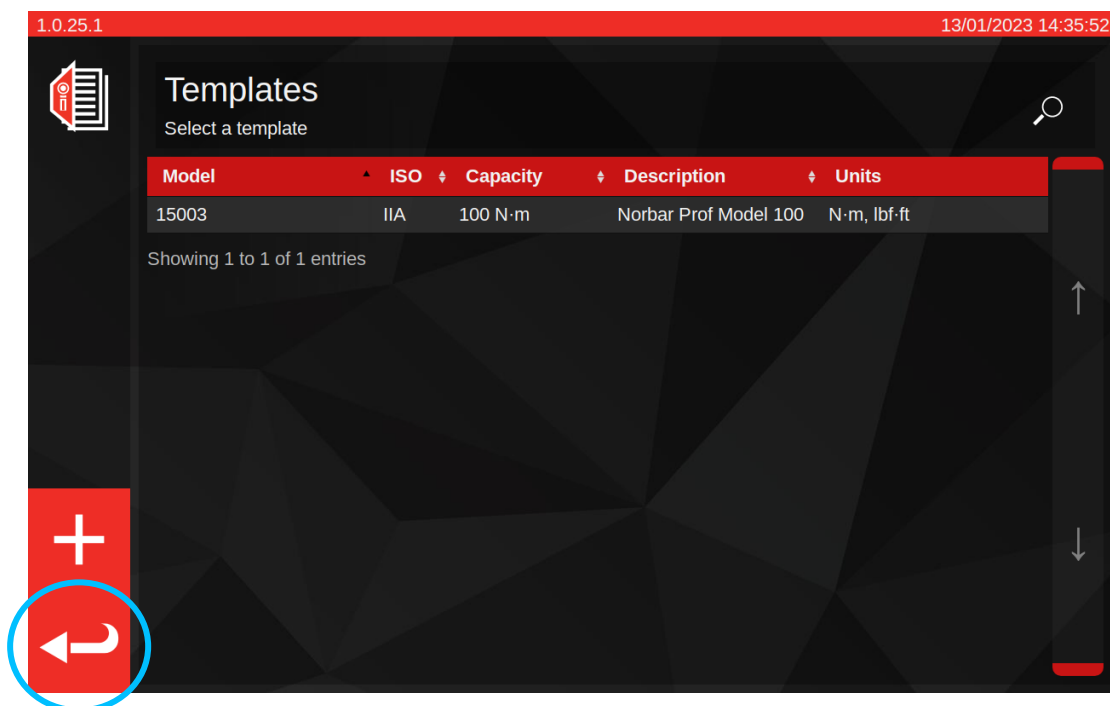 1.0.25.1 13/01/2023 14:35:52
Templates
Select a template
Model ISO Capacity Description Units
15003 IIA 100 N·m Norbar Prof Model 100 N·m, lbf·ft
Showing 1 to 1 of 1 entries